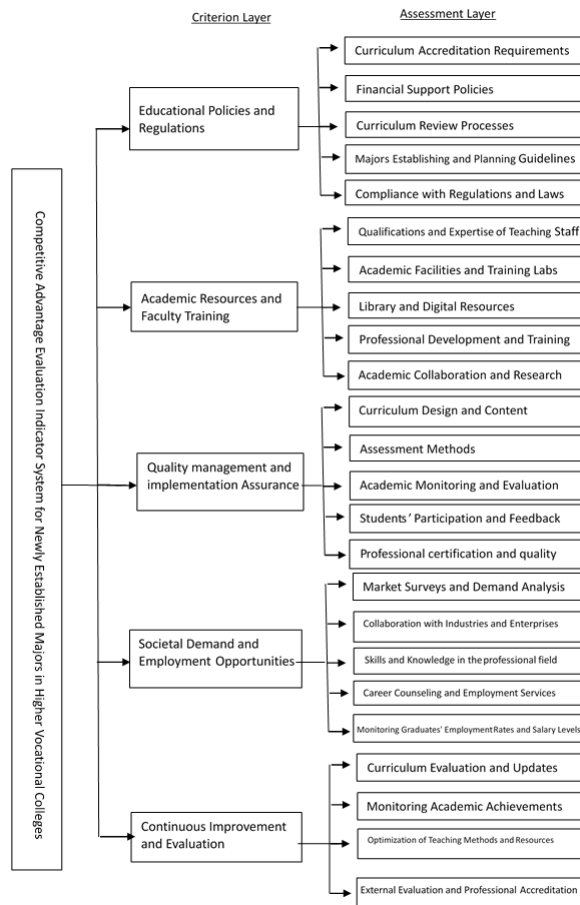 Criterion Layer
Assessment Layer
Competitive Advantage Evaluation Indicator System for Newly Established Majors in Higher Vocational Colleges
Educational Policies and
Regulations
Curriculum Accreditation Requirements
Financial Support Policies
Curriculum Review Processes
Majors Establishing and Planning Guidelines
Compliance with Regulations and Laws
Academic Resources and
Faculty Training
Qualifications and Expertise of Teaching Staff
Academic Facilities and Training Labs
Library and Digital Resources
Professional Development and Training
Academic Collaboration and Research
Quality management and
implementation Assurance
Curriculum Design and Content
Assessment Methods
Academic Monitoring and Evaluation
Students' Participation and Feedback
Professional certification and quality
Societal Demand and
Employment Opportunities
Market Surveys and Demand Analysis
Collaboration with Industries and Enterprises
Skills and Knowledge in the professional field
Career Counseling and Employment Services
Monitoring Graduates' Employment Rates and Salary Levels
Continuous Improvement
and Evaluation
Curriculum Evaluation and Updates
Monitoring Academic Achievements
Optimization of Teaching Methods and Resources
External Evaluation and Professional Accreditation